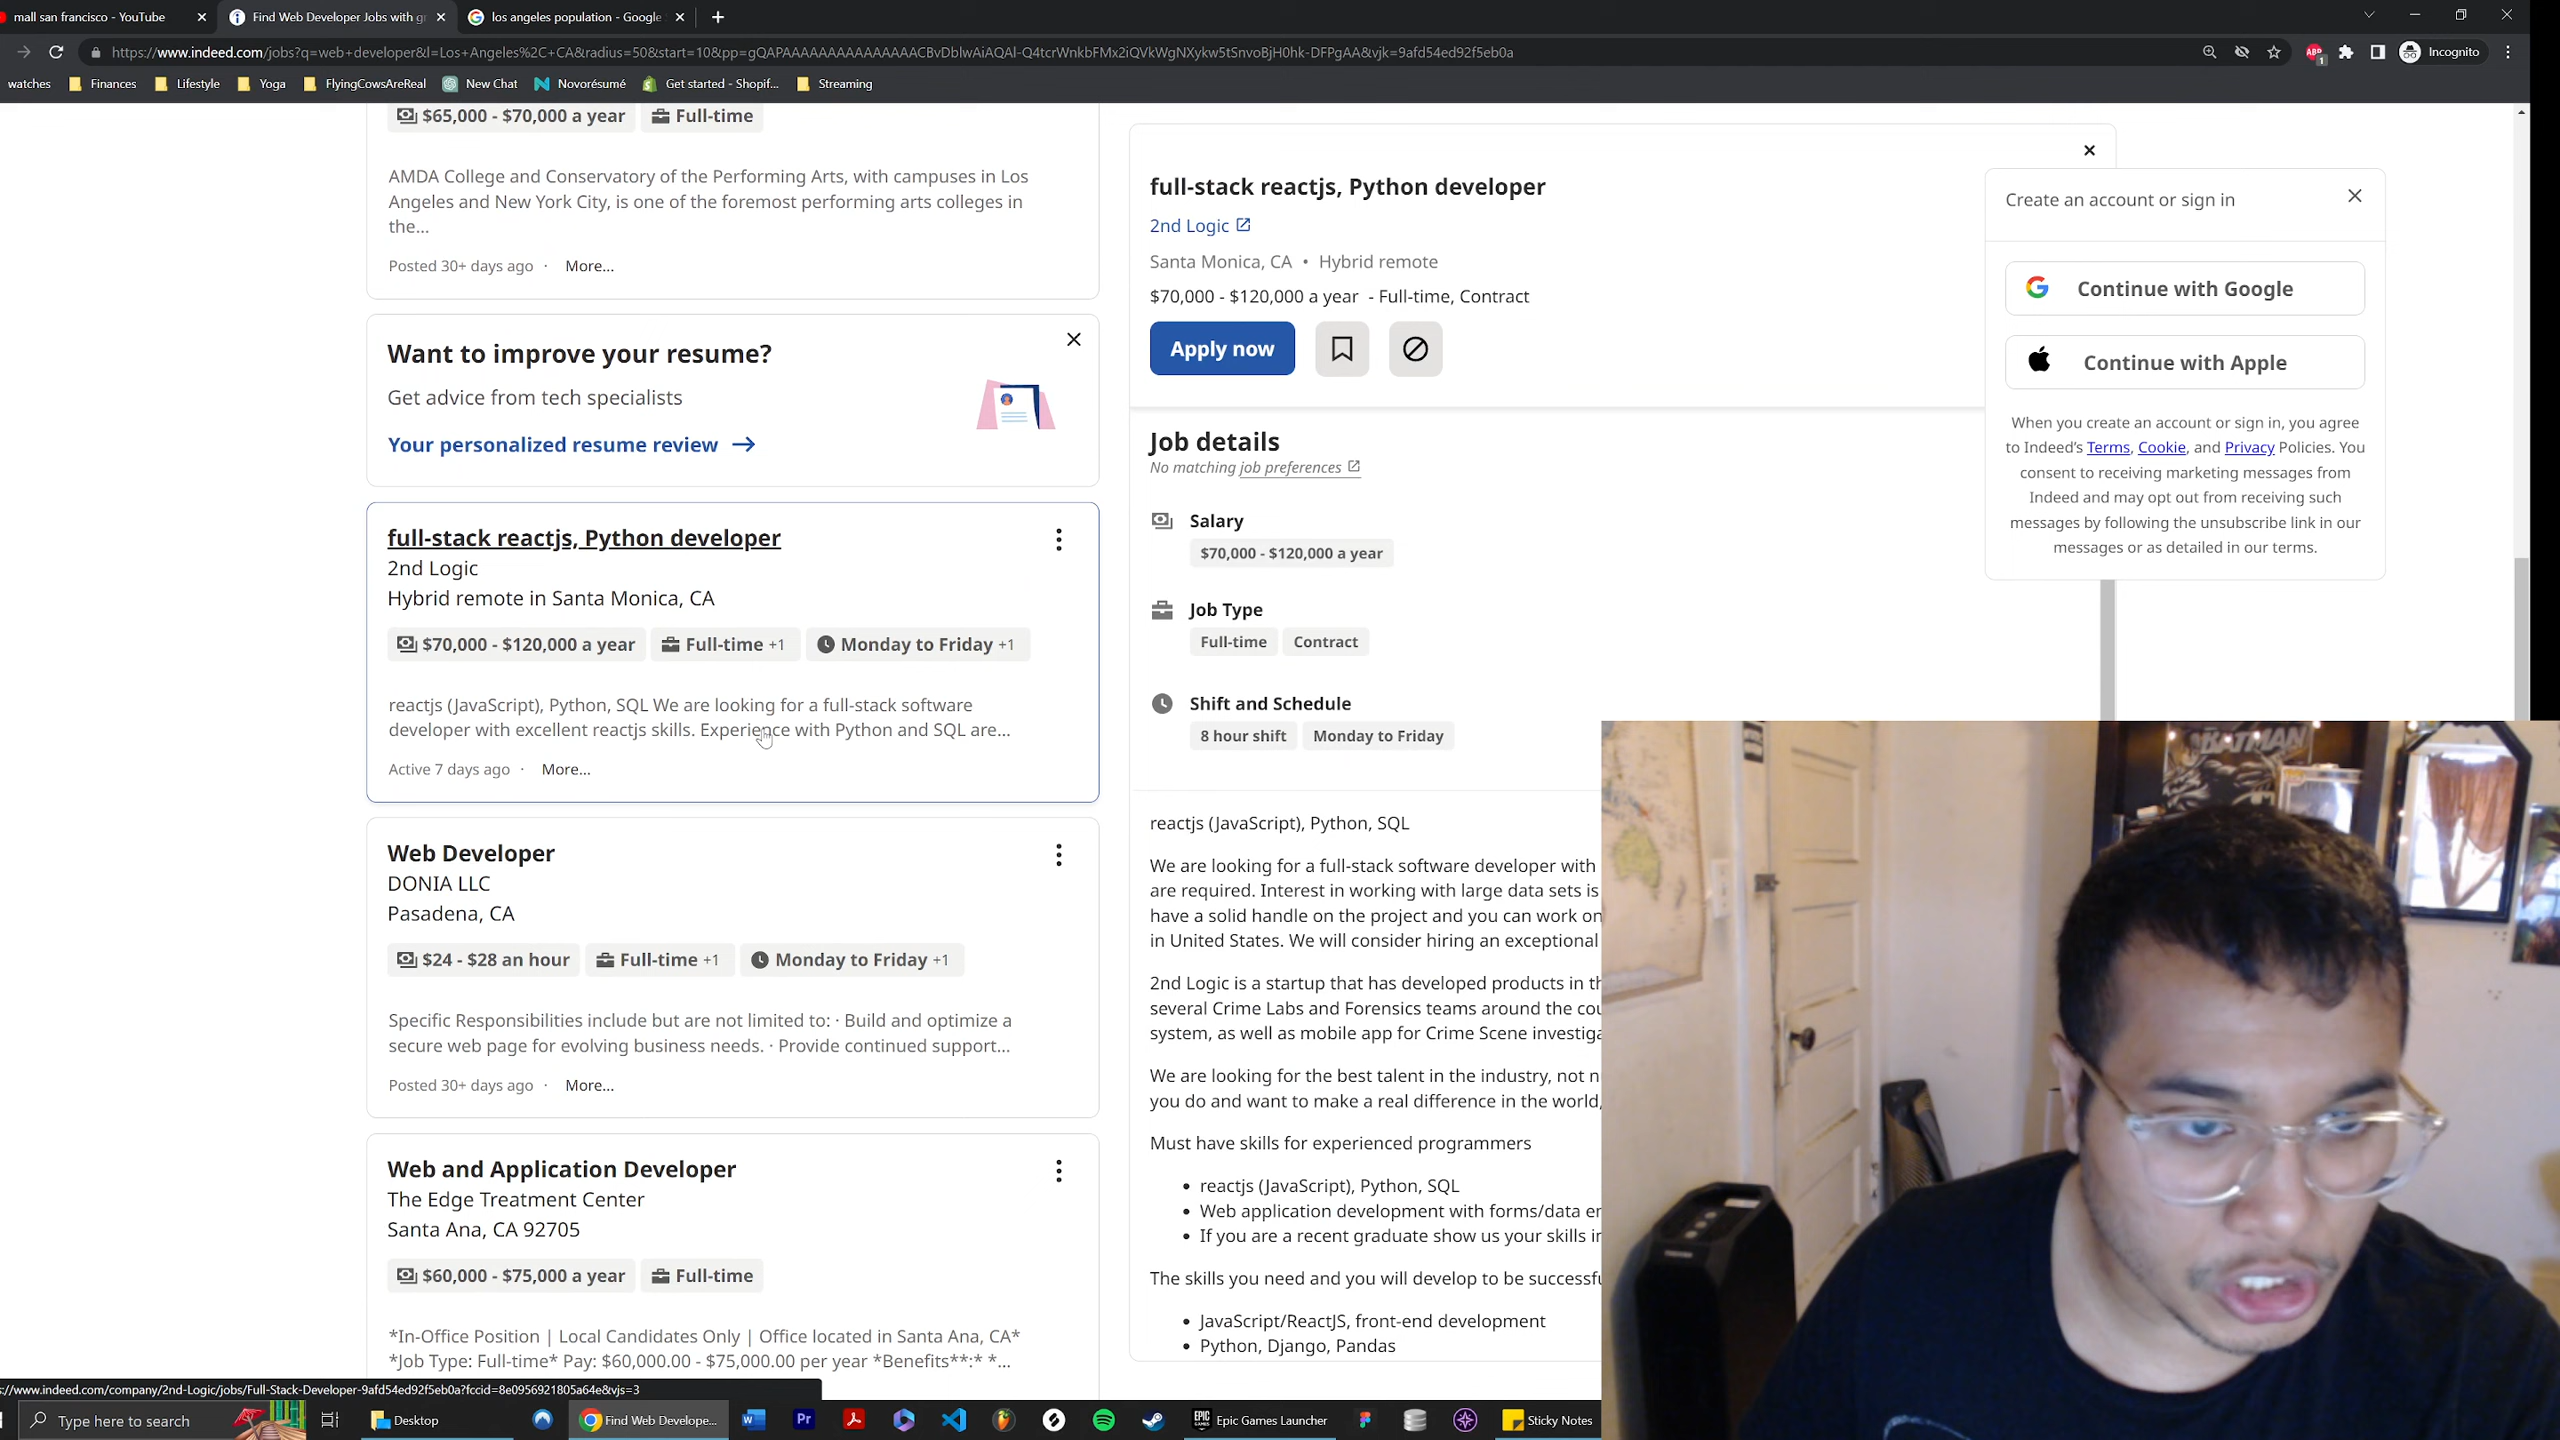 mall san francisco - YouTube
Find Web Developer Jobs with gr
los angeles population - Google
https://www.indeed.com/jobs?q=web+developer&l=Los+Angeles%2C+CA&radius=50&start=10&pp=
&vjk=9afd54ed92f5eb0a
ABP
1
Incognito
watches
Finances
Lifestyle
Yoga
FlyingCowsAreReal
New Chat
Novorésumé
Get started - Shopif...
Streaming
$65,000 - $70,000 a year
Full-time
AMDA College and Conservatory of the Performing Arts, with campuses in Los
Angeles and New York City, is one of the foremost performing arts colleges in
the...
Posted 30+ days ago · More...
Want to improve your resume?
Get advice from tech specialists
Your personalized resume review
full-stack reactjs, Python developer
2nd Logic
Hybrid remote in Santa Monica, CA
$70,000 - $120,000 a year
Full-time +1
Monday to Friday +1
reactjs (JavaScript), Python, SQL We are looking for a full-stack software
developer with excellent reactjs skills. Experience with Python and SQL are...
Active 7 days ago · More...
Web Developer
DONIA LLC
Pasadena, CA
$24 - $28 an hour
Full-time +1
Monday to Friday +1
Specific Responsibilities include but are not limited to: · Build and optimize a
secure web page for evolving business needs. · Provide continued support...
Posted 30+ days ago · More...
Web and Application Developer
The Edge Treatment Center
Santa Ana, CA 92705
$60,000 - $75,000 a year
Full-time
*In-Office Position | Local Candidates Only | Office located in Santa Ana, CA*
*Job Type: Full-time* Pay: $60,000.00 - $75,000.00 per year *Benefits**:* *...
full-stack reactjs, Python developer
2nd Logic
Santa Monica, CA • Hybrid remote
$70,000 - $120,000 a year - Full-time, Contract
Apply now
Job details
No matching job preferences
Salary
$70,000 - $120,000 a year
Job Type
Full-time
Contract
Shift and Schedule
8 hour shift
Monday to Friday
reactjs (JavaScript), Python, SQL
We are looking for a full-stack software developer with
are required. Interest in working with large data sets is
have a solid handle on the project and you can work on
in United States. We will consider hiring an exceptional
2nd Logic is a startup that has developed products in th
several Crime Labs and Forensics teams around the cou
system, as well as mobile app for Crime Scene investiga
We are looking for the best talent in the industry, not n
you do and want to make a real difference in the world,
Must have skills for experienced programmers
• reactjs (JavaScript), Python, SQL
• Web application development with forms/data en
• If you are a recent graduate show us your skills in
The skills you need and you will develop to be successfu
• JavaScript/ReactJS, front-end development
• Python, Django, Pandas
Create an account or sign in
Continue with Google
Continue with Apple
When you create an account or sign in, you agree
to Indeed's Terms, Cookie, and Privacy Policies. You
consent to receiving marketing messages from
Indeed and may opt out from receiving such
messages by following the unsubscribe link in our
messages or as detailed in our terms.
BATMAN
s://www.indeed.com/company/2nd-Logic/jobs/Full-Stack-Developer-9afd54ed92f5eb0a?fccid=8e0956921805a64e&vjs=3
Type here to search
Desktop
Find Web Develope...
Pr
Epic Games Launcher
Sticky Notes